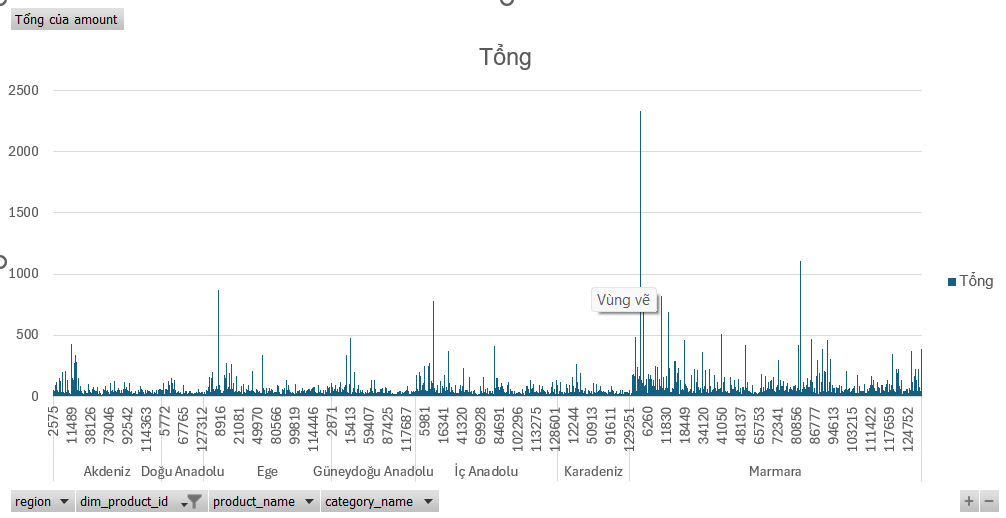 Tổng của amount
Tổng
2500
2000
1500
1000
500
0
Vùng vẽ
Tổng
2575 11489 38126 73046 92542 114363 5772 67765 127312 8916 21081 49970 80566 99819 114446 2871 15413 59407 87425 117687 5981 16341 41320 69928 84691 102296 113275 128601 12444 50913 91611 129251 6260 11830 18449 34120 41050 48137 65753 72341 80856 86777 94613 103215 111422 117659 124752
Akdeniz Doğu Anadolu Ege Güneydoğu Anadolu İç Anadolu Karadeniz Marmara
region dim_product_id product_name category_name